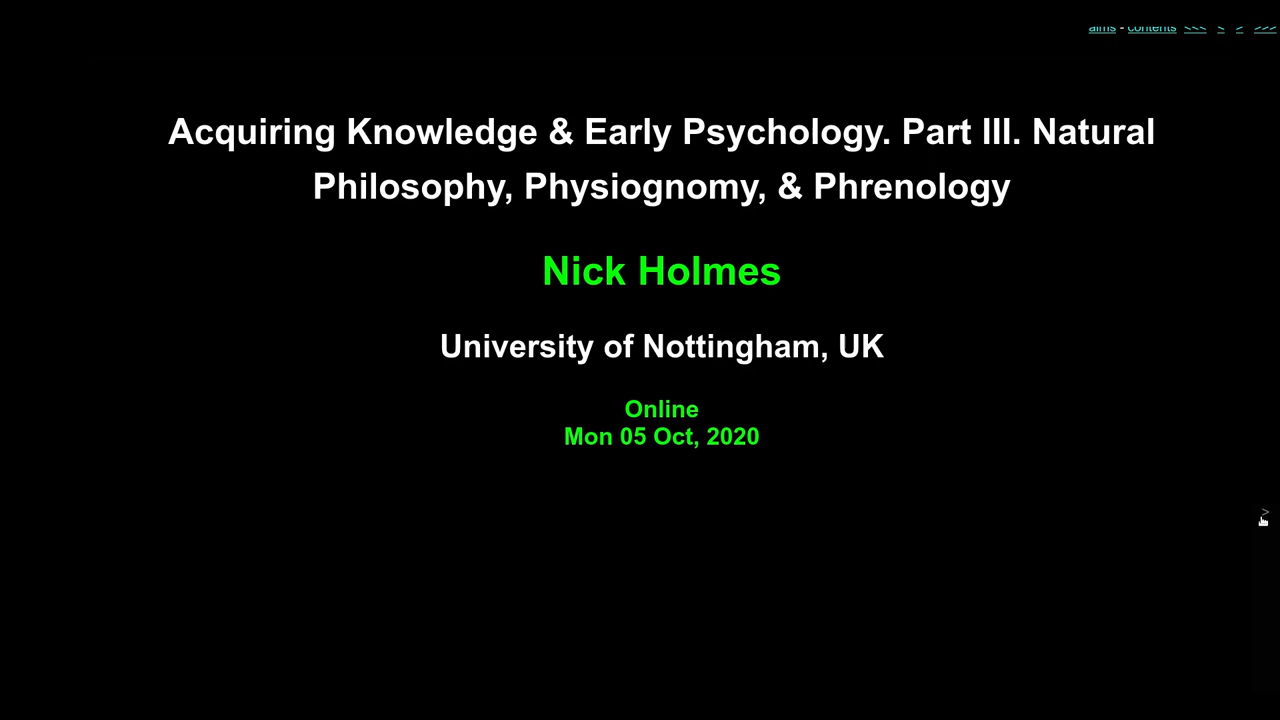 aims - contents <<< < > >>>
Acquiring Knowledge & Early Psychology. Part III. Natural
Philosophy, Physiognomy, & Phrenology
Nick Holmes
University of Nottingham, UK
Online
Mon 05 Oct, 2020
>